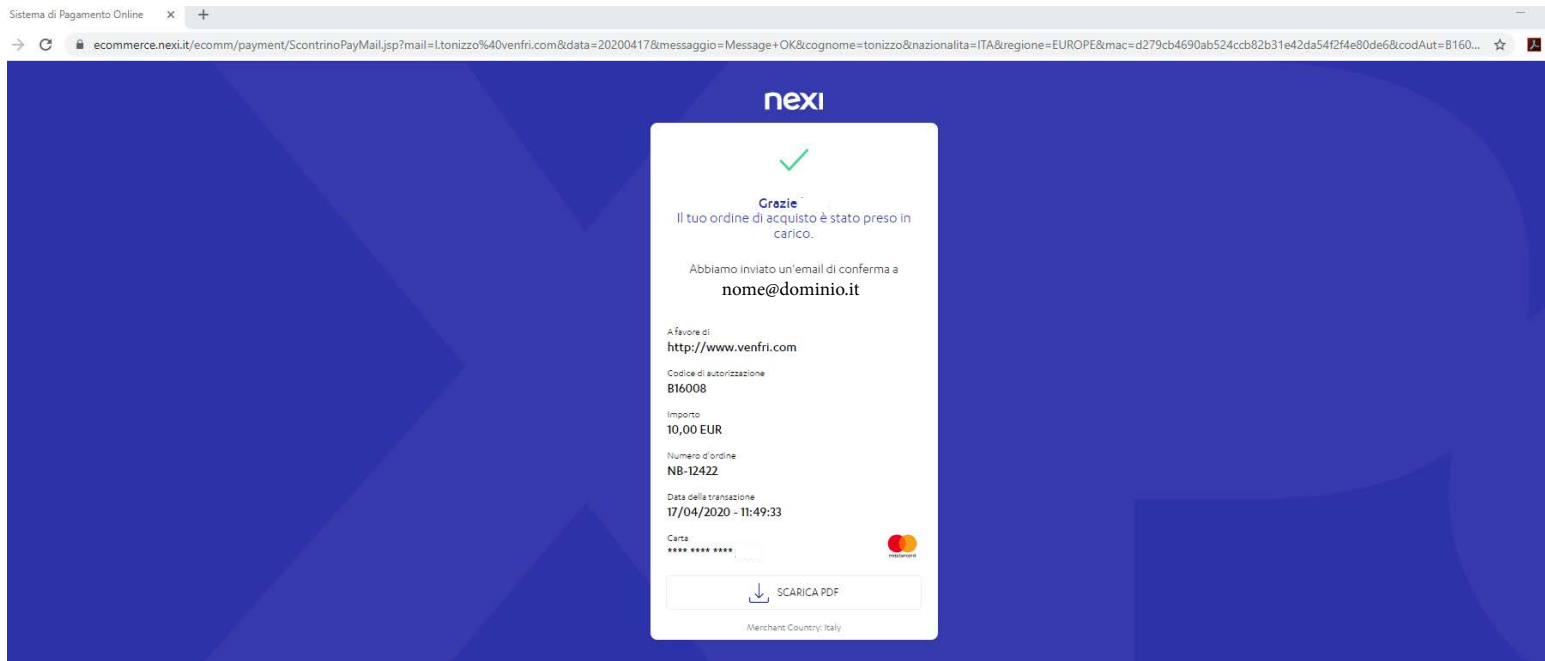 Sistema di Pagamento Online
ecommerce.nexi.it/ecomm/payment/ScontrinoPayMail.jsp?mail=l.tonizzo%40venfri.com&data=20200417&messaggio=Message+OK&cognome=tonizzo&nazionalita=ITA&regione=EUROPE&mac=d279cb4690ab524ccb82b31e42da54f2f4e80de6&codAut=B160...
nexi
Grazie
Il tuo ordine di acquisto è stato preso in
carico.
Abbiamo inviato un'email di conferma a
nome@dominio.it
A favore di
http://www.venfri.com
Codice di autorizzazione
B16008
Importo
10,00 EUR
Numero d'ordine
NB-12422
Data della transazione
17/04/2020 - 11:49:33
Carta
**** **** ****
mastercard
SCARICA PDF
Merchant Country: Italy